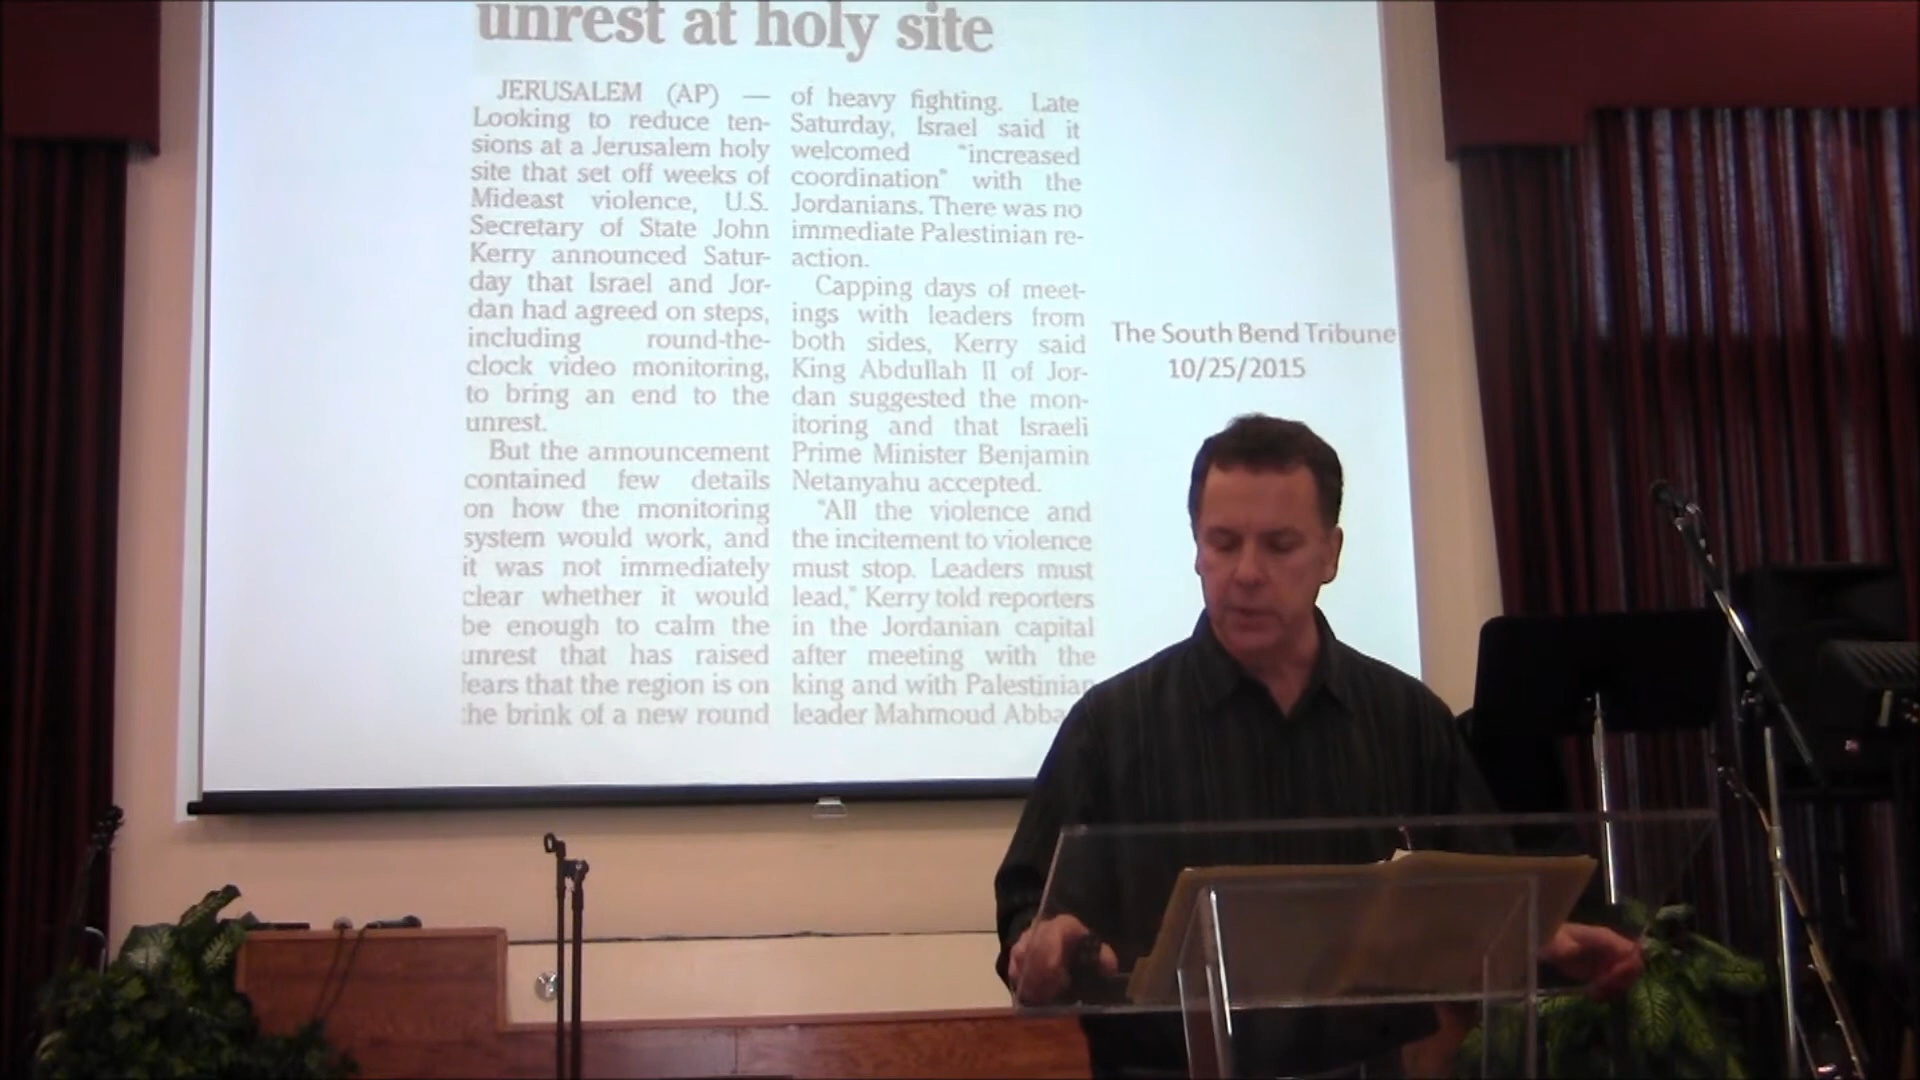 unrest at holy site
JERUSALEM (AP) —
Looking to reduce ten-
sions at a Jerusalem holy
site that set off weeks of
Mideast violence, U.S.
Secretary of State John
Kerry announced Satur-
day that Israel and Jor-
dan had agreed on steps,
including round-the-
clock video monitoring,
to bring an end to the
unrest.
But the announcement
contained few details
on how the monitoring
system would work, and
it was not immediately
clear whether it would
be enough to calm the
unrest that has raised
fears that the region is on
the brink of a new round
of heavy fighting. Late
Saturday, Israel said it
welcomed "increased
coordination" with the
Jordanians. There was no
immediate Palestinian re-
action.
Capping days of meet-
ings with leaders from
both sides, Kerry said
King Abdullah II of Jor-
dan suggested the mon-
itoring and that Israeli
Prime Minister Benjamin
Netanyahu accepted.
"All the violence and
the incitement to violence
must stop. Leaders must
lead," Kerry told reporters
in the Jordanian capital
after meeting with the
king and with Palestinian
leader Mahmoud Abba
The South Bend Tribune
10/25/2015